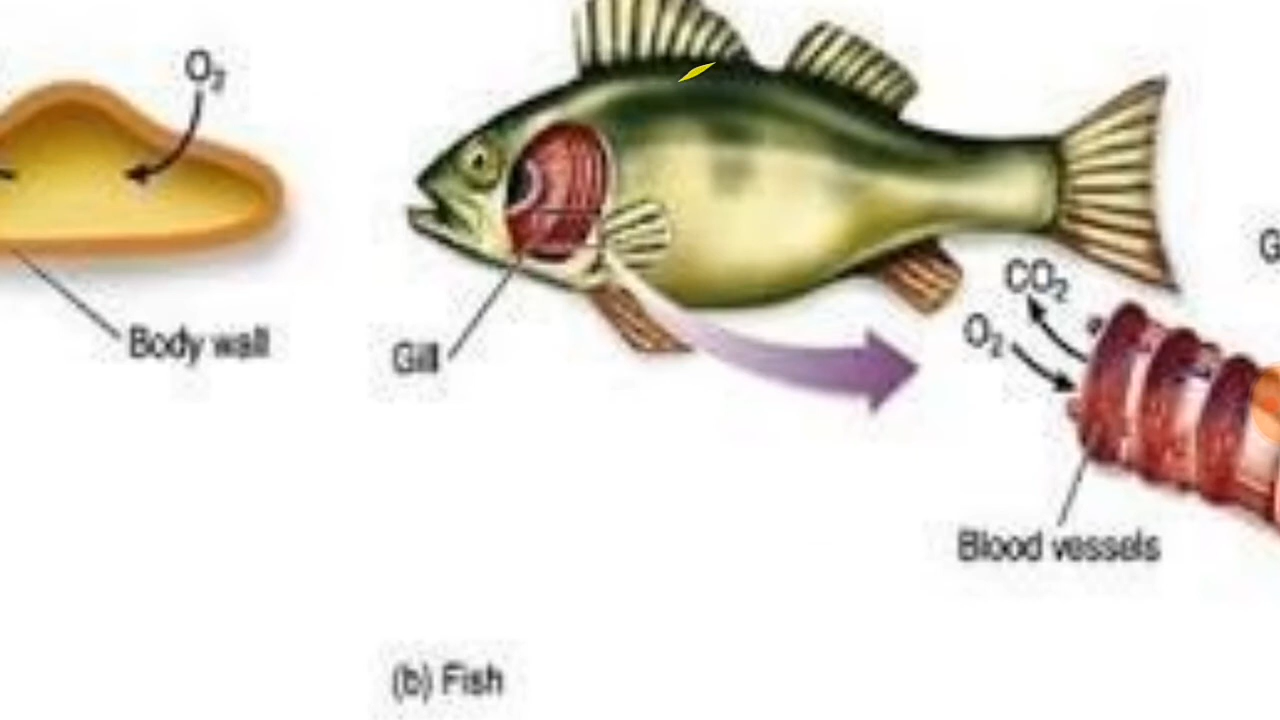 O₂
Body wall
Gill
CO₂
O₂
Blood vessels
G
(b) Fish